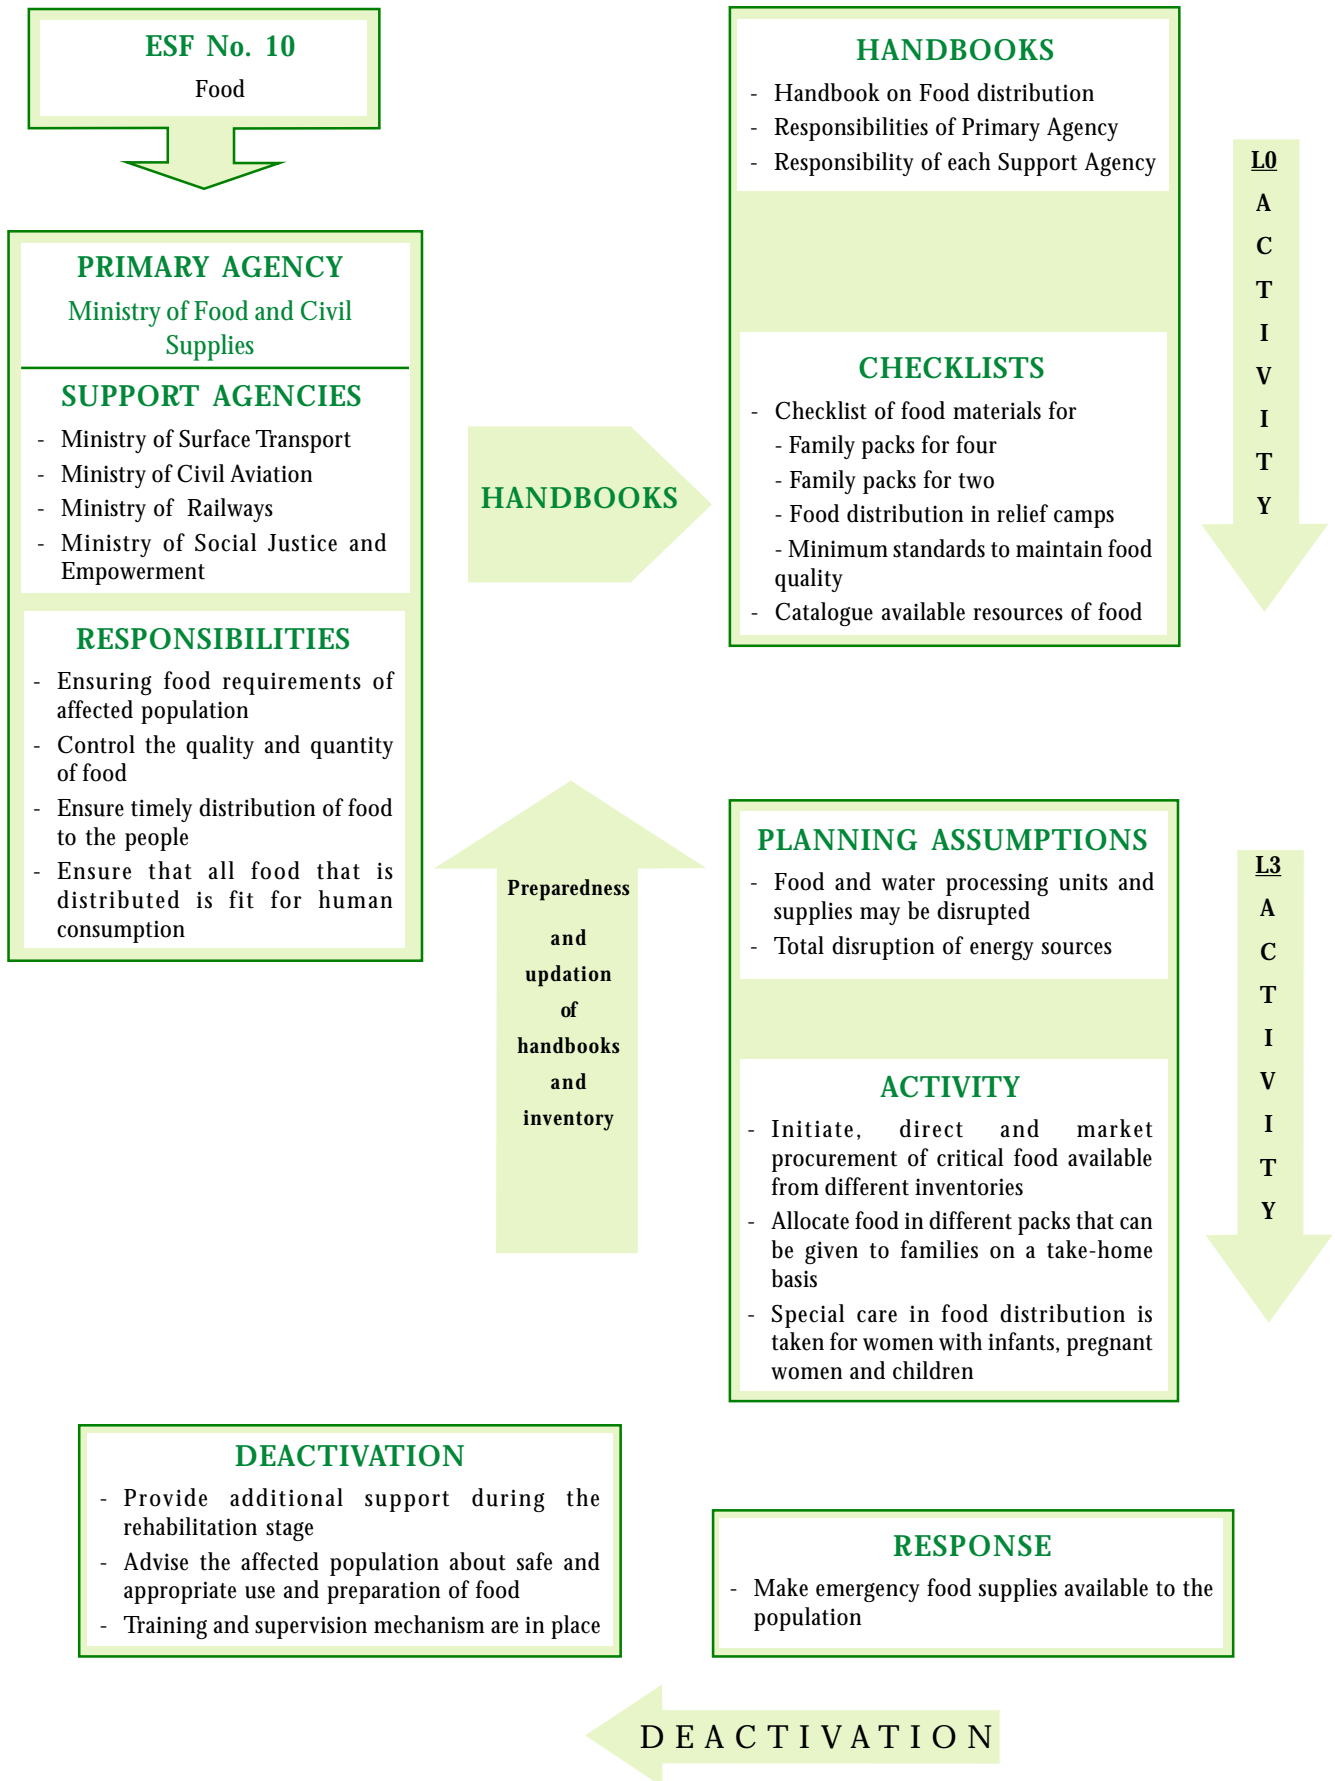 ESF No. 10
Food
PRIMARY AGENCY
Ministry of Food and Civil
Supplies
SUPPORT AGENCIES
- Ministry of Surface Transport
- Ministry of Civil Aviation
- Ministry of Railways
- Ministry of Social Justice and
Empowerment
RESPONSIBILITIES
- Ensuring food requirements of
affected population
- Control the quality and quantity
of food
- Ensure timely distribution of food
to the people
- Ensure that all food that is
distributed is fit for human
consumption
HANDBOOKS
HANDBOOKS
- Handbook on Food distribution
- Responsibilities of Primary Agency
- Responsibility of each Support Agency
CHECKLISTS
- Checklist of food materials for
- Family packs for four
- Family packs for two
- Food distribution in relief camps
- Minimum standards to maintain food
quality
- Catalogue available resources of food
L0
A
C
T
I
V
I
T
Y
Preparedness
and
updation
of
handbooks
and
inventory
PLANNING ASSUMPTIONS
- Food and water processing units and
supplies may be disrupted
- Total disruption of energy sources
ACTIVITY
- Initiate, direct and market
procurement of critical food available
from different inventories
- Allocate food in different packs that can
be given to families on a take-home
basis
- Special care in food distribution is
taken for women with infants, pregnant
women and children
L3
A
C
T
I
V
I
T
Y
DEACTIVATION
- Provide additional support during the
rehabilitation stage
- Advise the affected population about safe and
appropriate use and preparation of food
- Training and supervision mechanism are in place
RESPONSE
- Make emergency food supplies available to the
population
DEACTIVATION